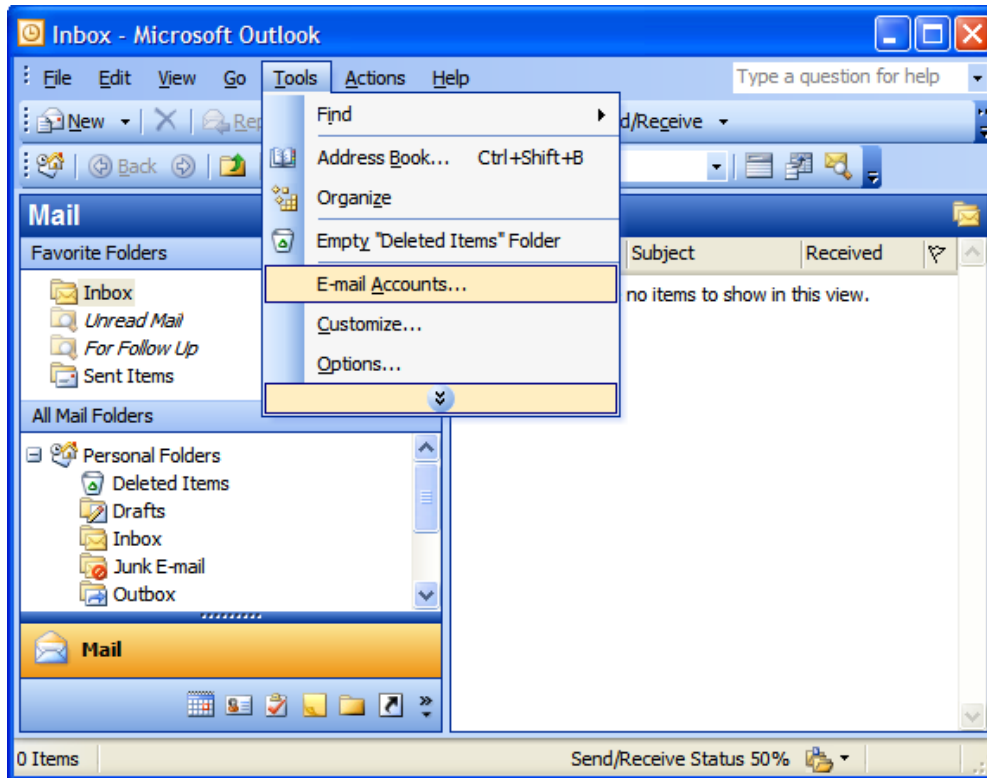 Inbox - Microsoft Outlook
File Edit View Go Tools Actions Help Type a question for help
New Rep d/Receive
Back
Find
Address Book... Ctrl+Shift+B
Organize
Empty "Deleted Items" Folder
E-mail Accounts...
Customize...
Options...
Mail
Favorite Folders
Inbox
Unread Mail
For Follow Up
Sent Items
All Mail Folders
Personal Folders
Deleted Items
Drafts
Inbox
Junk E-mail
Outbox
Mail
Subject Received
no items to show in this view.
0 Items Send/Receive Status 50%